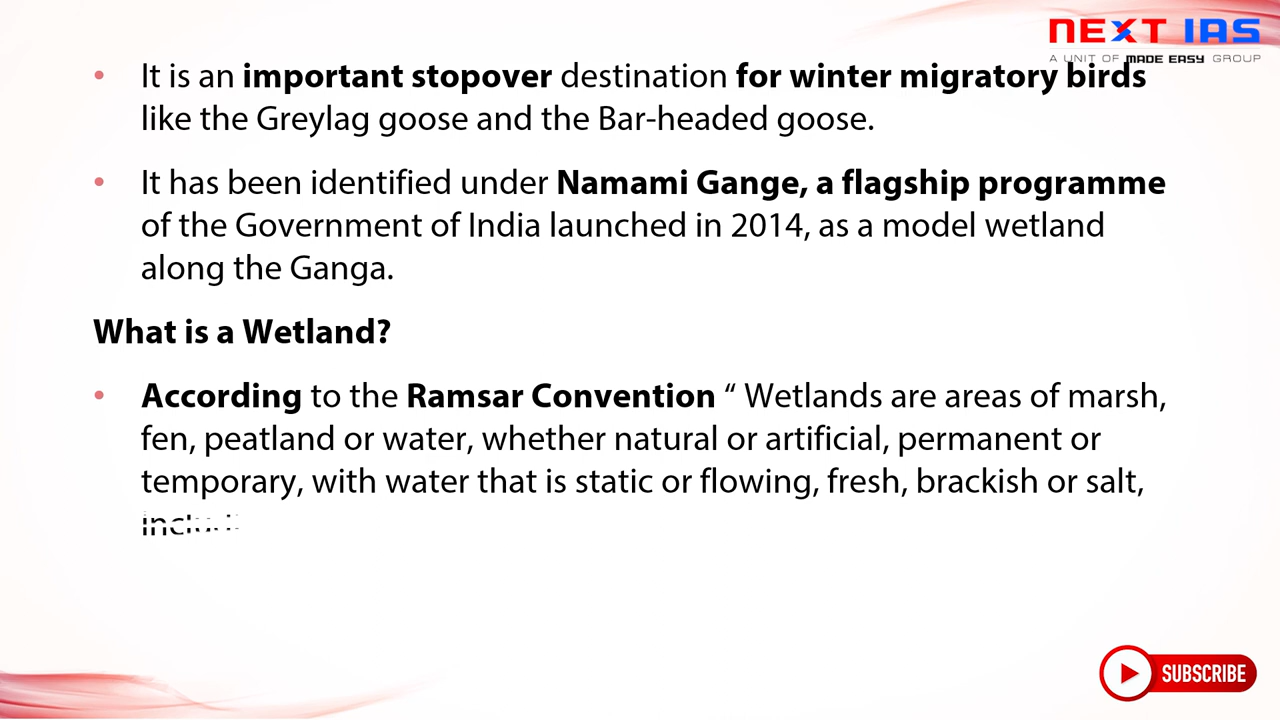 NEXT IAS
A UNIT OF MADE EASY GROUP
• It is an important stopover destination for winter migratory birds
like the Greylag goose and the Bar-headed goose.
• It has been identified under Namami Gange, a flagship programme
of the Government of India launched in 2014, as a model wetland
along the Ganga.
What is a Wetland?
• According to the Ramsar Convention “ Wetlands are areas of marsh,
fen, peatland or water, whether natural or artificial, permanent or
temporary, with water that is static or flowing, fresh, brackish or salt,
SUBSCRIBE